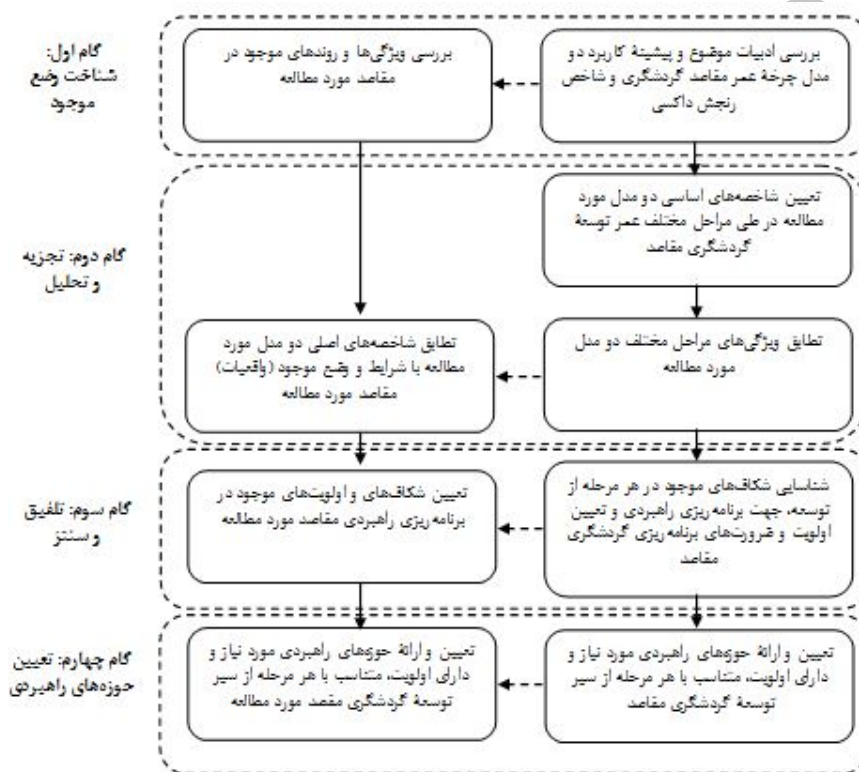 گام اول:
شناخت وضع
موجود
بررسی ادبیات موضوع و پیشینهٔ کاربرد دو
مدل چرخهٔ عمر مقاصد گردشگری و شاخص
رنجش داکسی
بررسی ویژگی‌ها و روندهای موجود در
مقاصد مورد مطالعه
گام دوم: تجزیه
و تحلیل
تعیین شاخصه‌های اساسی دو مدل مورد
مطالعه در طی مراحل مختلف عمر توسعهٔ
گردشگری مقاصد
تطابق ویژگی‌های مراحل مختلف دو مدل
مورد مطالعه
تطابق شاخصه‌های اصلی دو مدل مورد
مطالعه با شرایط و وضع موجود (واقعیات)
مقاصد مورد مطالعه
گام سوم: تلفیق
و سنتز
شناسایی شکاف‌های موجود در هر مرحله از
توسعه، جهت برنامه‌ریزی راهبردی و تعیین
اولویت و ضرورت‌های برنامه‌ریزی گردشگری
مقاصد
تعیین شکاف‌های و اولویت‌های موجود در
برنامه‌ریزی راهبردی مقاصد مورد مطالعه
گام چهارم: تعیین
حوزه‌های راهبردی
تعیین و ارائهٔ حوزه‌های راهبردی مورد نیاز و
دارای اولویت، متناسب با هر مرحله از سیر
توسعهٔ گردشگری مقاصد
تعیین و ارائهٔ حوزه‌های راهبردی مورد نیاز و
دارای اولویت، متناسب با هر مرحله از سیر
توسعهٔ گردشگری مقصد مورد مطالعه